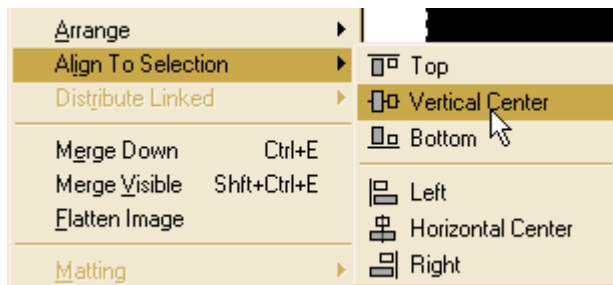 Arrange
Align To Selection
Distribute Linked
Merge Down Ctrl+E
Merge Visible Shft+Ctrl+E
Flatten Image
Matting
Top
Vertical Center
Bottom
Left
Horizontal Center
Right